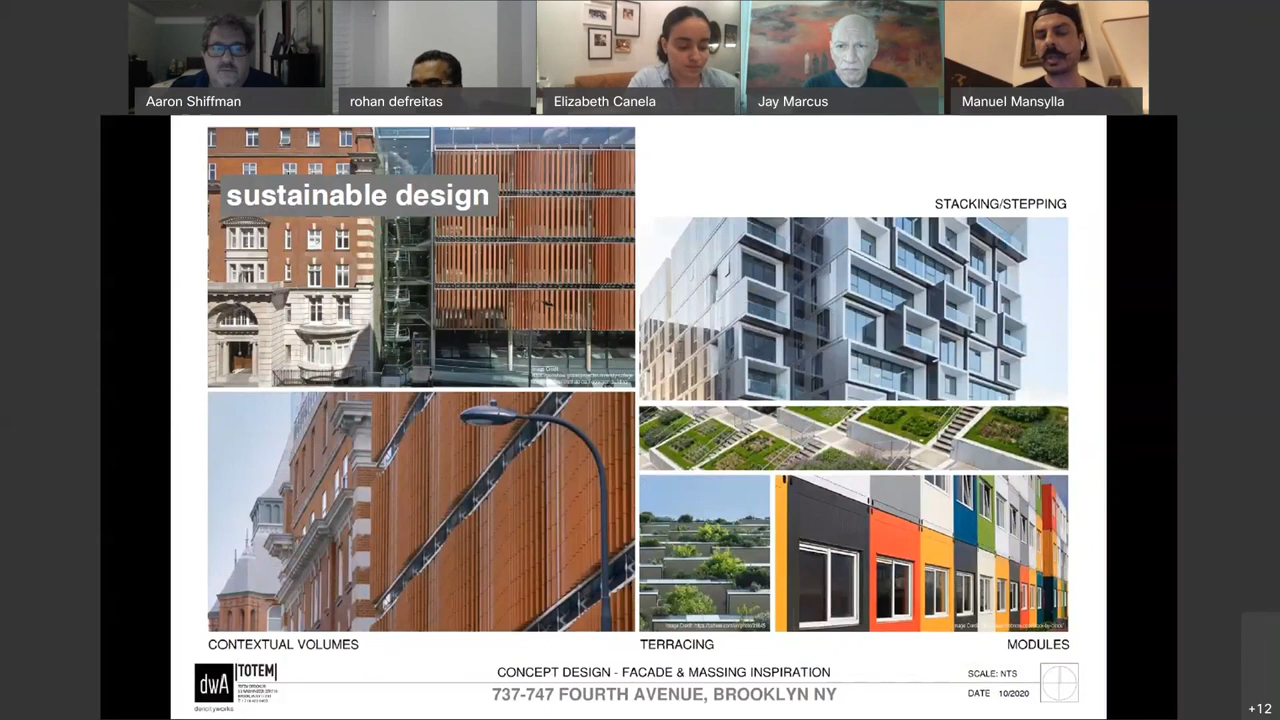 Aaron Shiffman
rohan defreitas
Elizabeth Canela
Jay Marcus
Manuel Mansylla
sustainable design
STACKING/STEPPING
CONTEXTUAL VOLUMES
TERRACING
MODULES
dwA
dencityworks
|TOTEM|
CONCEPT DESIGN - FACADE & MASSING INSPIRATION
737-747 FOURTH AVENUE, BROOKLYN NY
SCALE: NTS
DATE 10/2020
+12